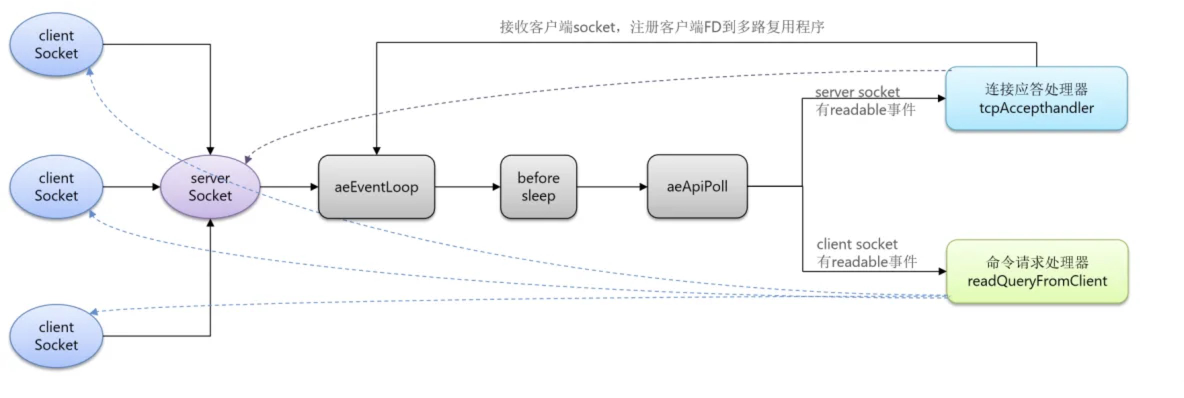 接收客户端socket，注册客户端FD到多路复用程序
client
Socket
连接应答处理器
tcpAccepthandler
server socket
有readable事件
client
Socket
server
Socket
aeEventLoop
before
sleep
aeApiPoll
client socket
有readable事件
命令请求处理器
readQueryFromClient
client
Socket